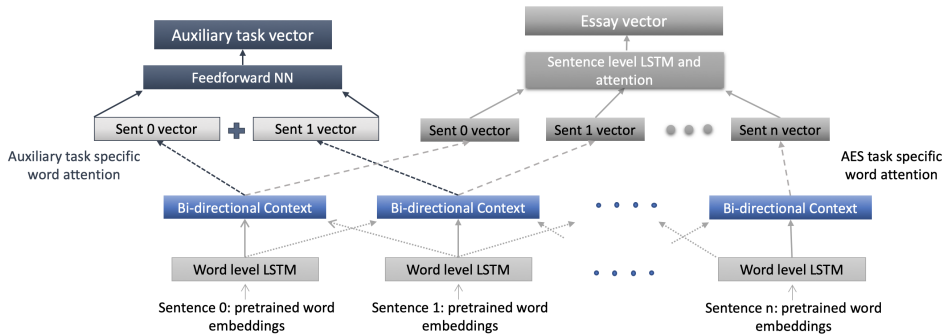 Essay vector
Auxiliary task vector
Sentence level LSTM and
attention
Feedforward NN
Sent 0 vector
+
Sent 1 vector
Sent 0 vector
Sent 1 vector
Sent n vector
Auxiliary task specific
word attention
AES task specific
word attention
Bi-directional Context
Bi-directional Context
Bi-directional Context
Word level LSTM
Word level LSTM
Word level LSTM
Sentence 0: pretrained word
embeddings
Sentence 1: pretrained word
embeddings
Sentence n: pretrained word
embeddings